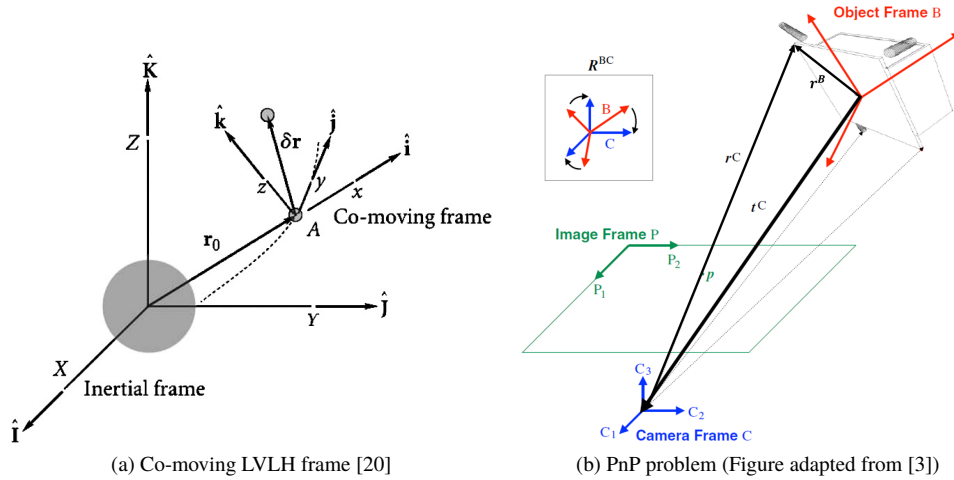 K̂
Z
k̂
ĵ
î
δr
z
y
x
A
Co-moving frame
r₀
Ĵ
Y
X
Inertial frame
Î
(a) Co-moving LVLH frame [20]
Object Frame B
R^BC
B
C
r^B
r^C
t^C
Image Frame P
P₂
P₁
p
C₃
C₂
C₁
Camera Frame C
(b) PnP problem (Figure adapted from [3])